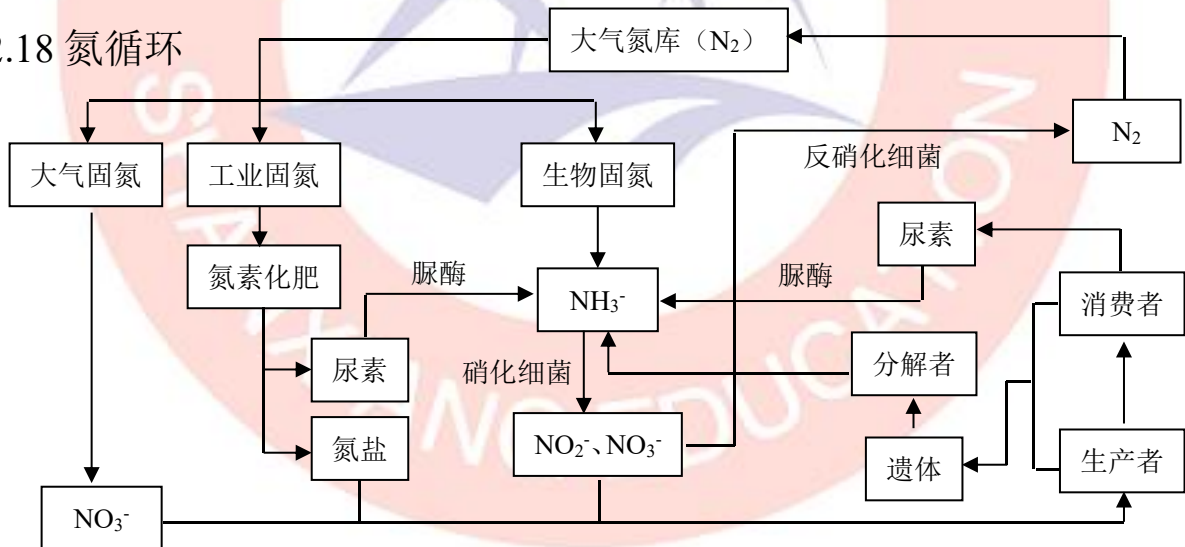 2.18 氮循环
大气氮库（N₂）
大气固氮
工业固氮
生物固氮
反硝化细菌
N₂
氮素化肥
尿素
脲酶
NH₃⁻
脲酶
尿素
消费者
硝化细菌
分解者
氮盐
NO₂⁻、NO₃⁻
遗体
生产者
NO₃⁻
EDUCATION